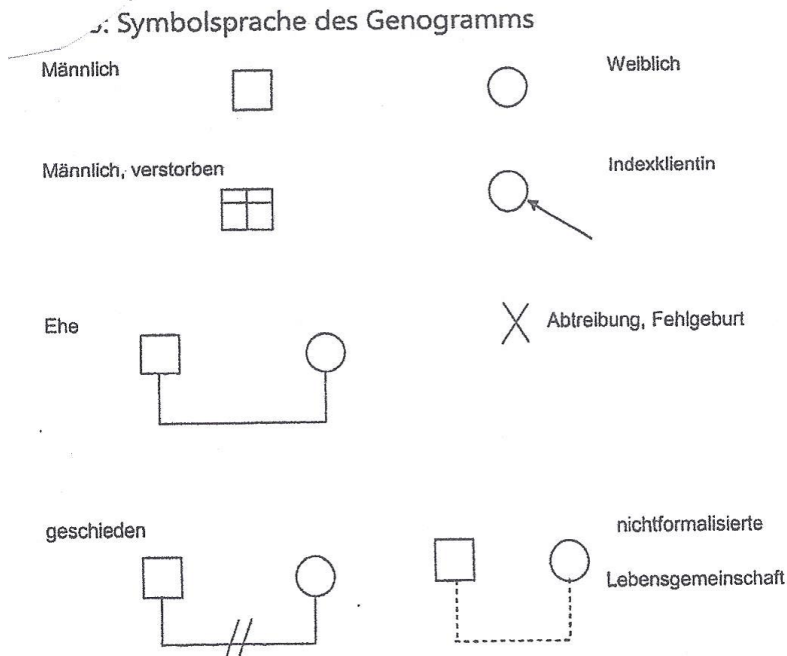 Symbolsprache des Genogramms
Männlich
Weiblich
Männlich, verstorben
Indexklientin
Ehe
Abtreibung, Fehlgeburt
geschieden
nichtformalisierte
Lebensgemeinschaft